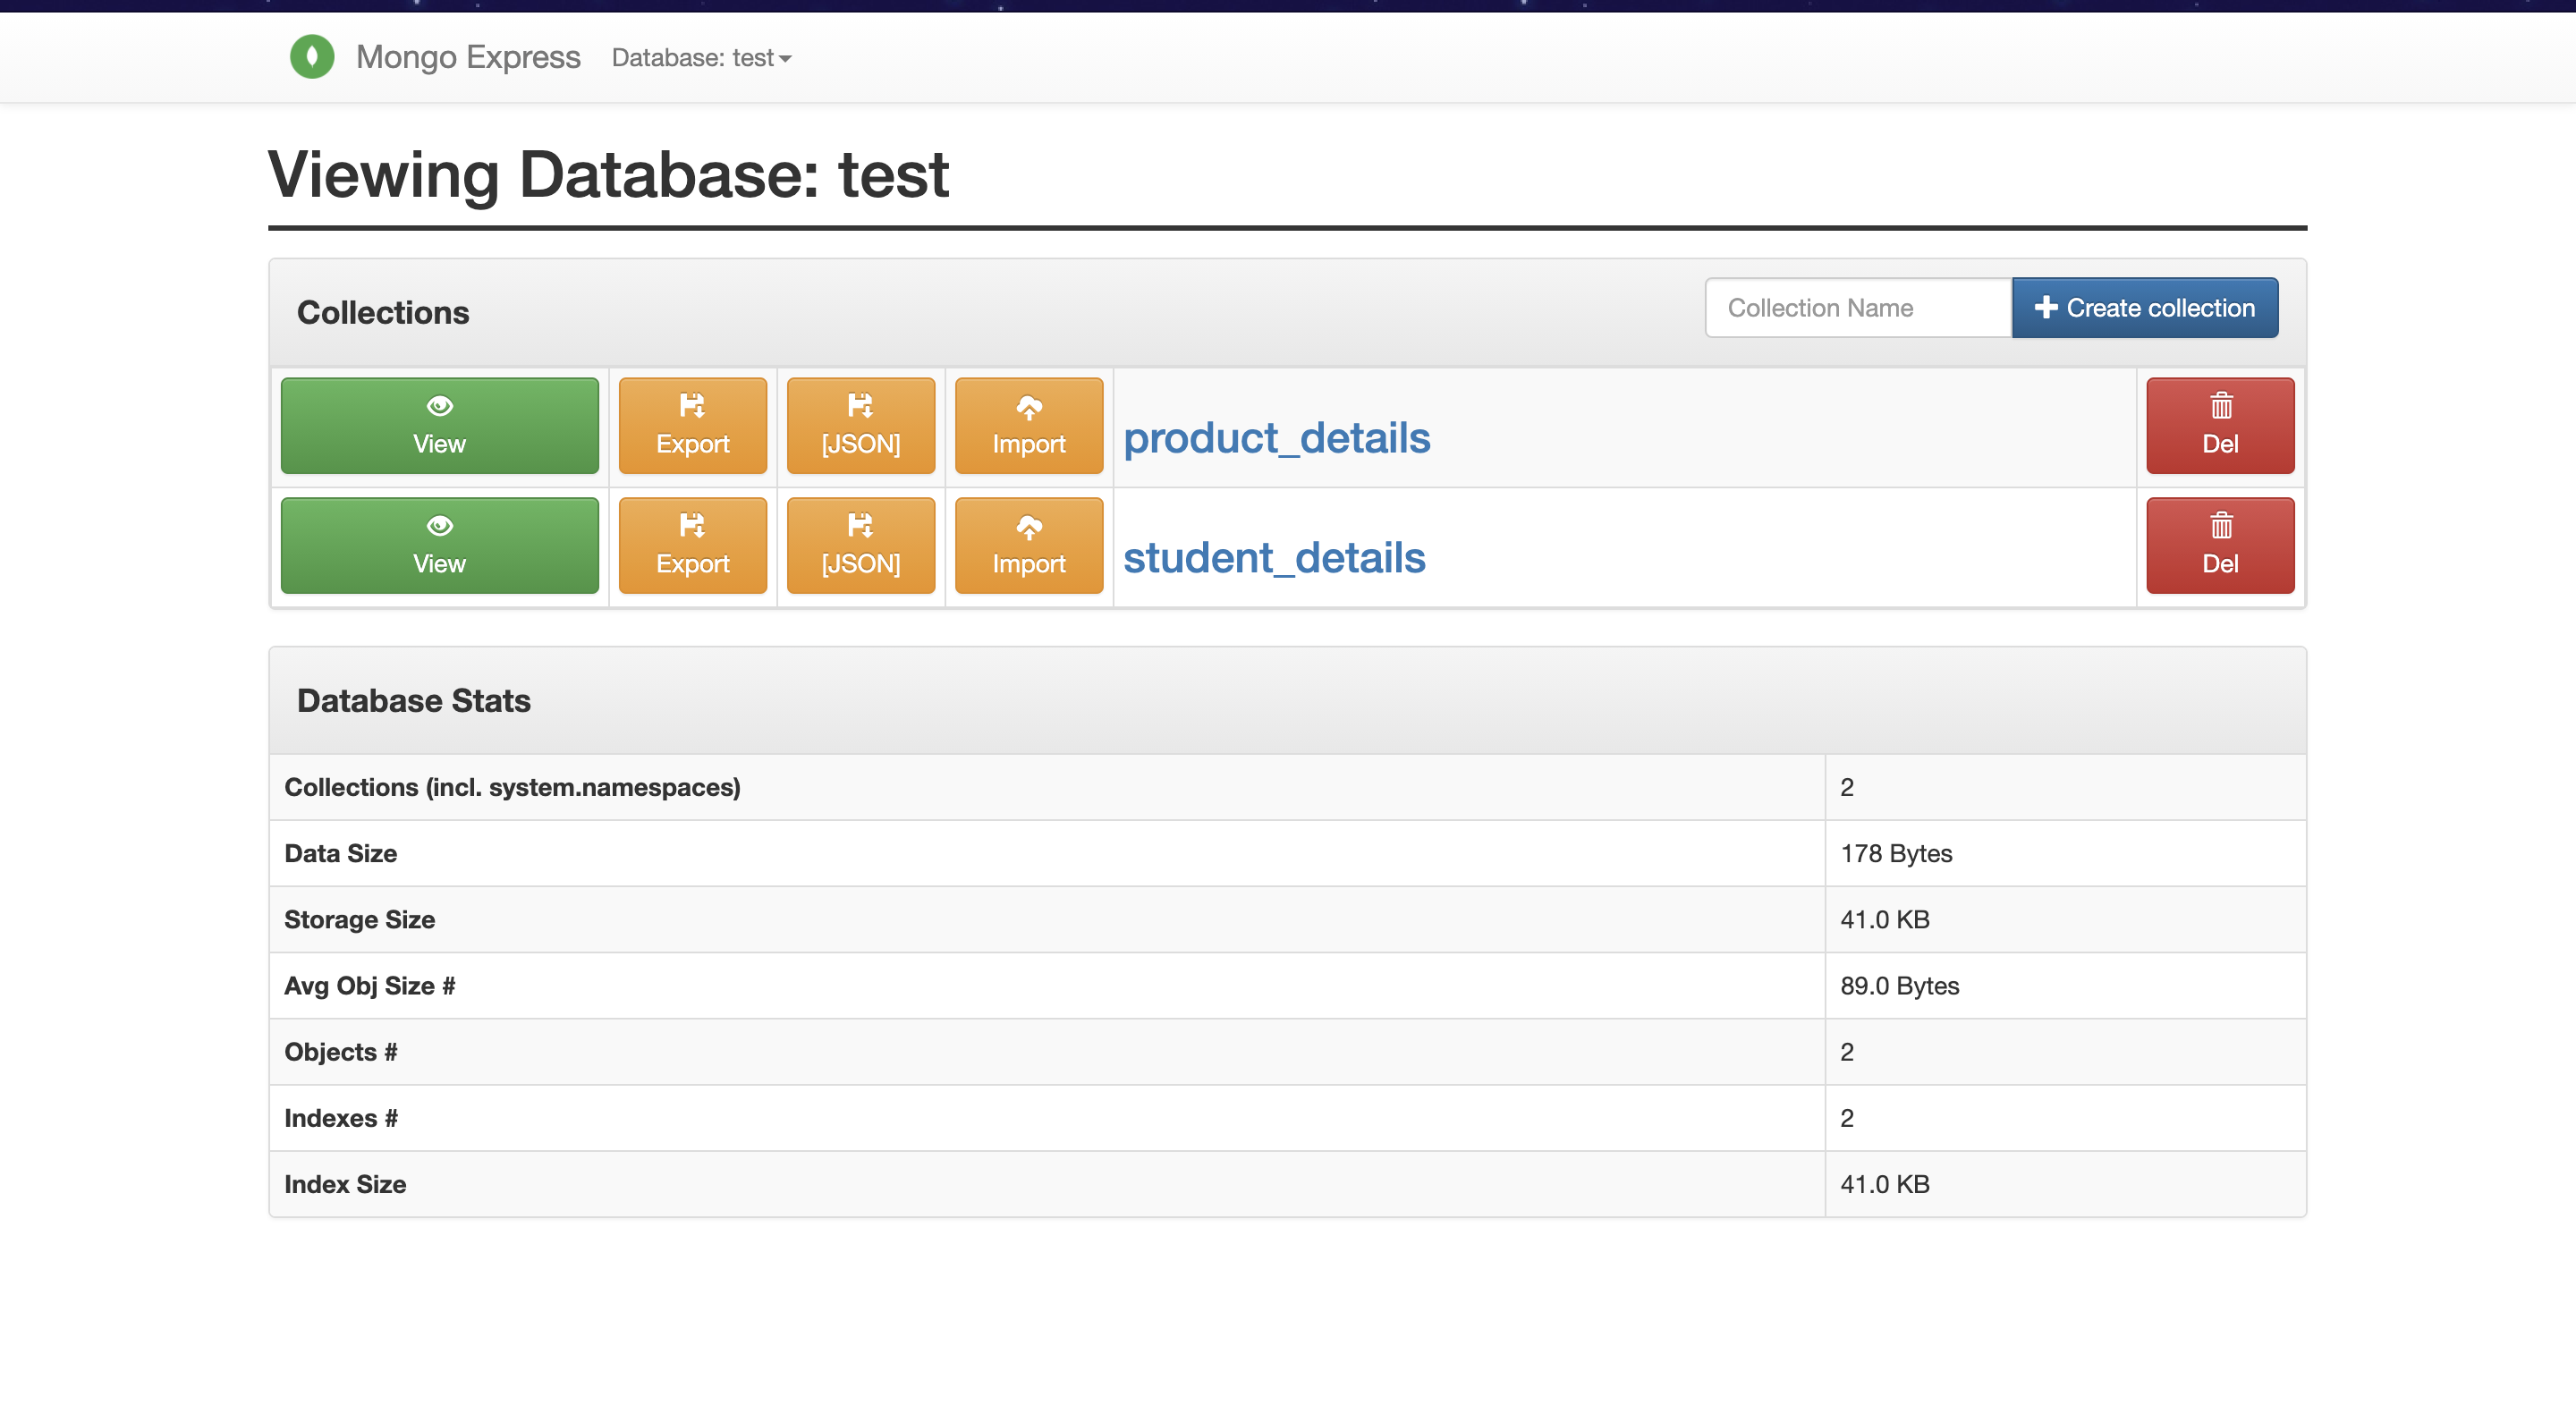 Mongo Express Database: test
Viewing Database: test
Collections
Collection Name
Create collection
View Export [JSON] Import product_details Del
View Export [JSON] Import student_details Del
Database Stats
Collections (incl. system.namespaces) 2
Data Size 178 Bytes
Storage Size 41.0 KB
Avg Obj Size # 89.0 Bytes
Objects # 2
Indexes # 2
Index Size 41.0 KB